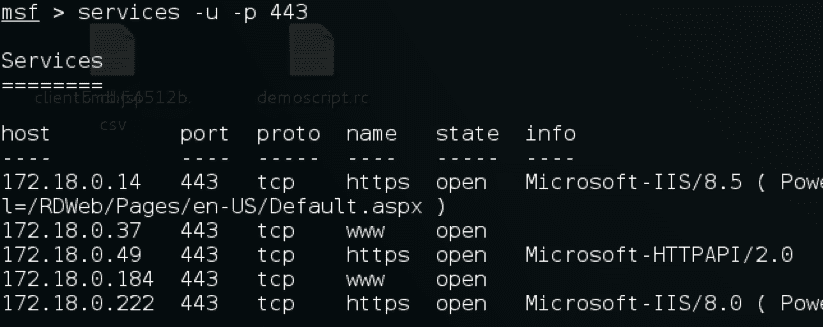 msf > services -u -p 443
Services
========
demoscript.rc
csv
host port proto name state info
---- ---- ----- ---- ----- ----
172.18.0.14 443 tcp https open Microsoft-IIS/8.5 ( Powe
l=/RDWeb/Pages/en-US/Default.aspx )
172.18.0.37 443 tcp www open
172.18.0.49 443 tcp https open Microsoft-HTTPAPI/2.0
172.18.0.184 443 tcp www open
172.18.0.222 443 tcp https open Microsoft-IIS/8.0 ( Powe